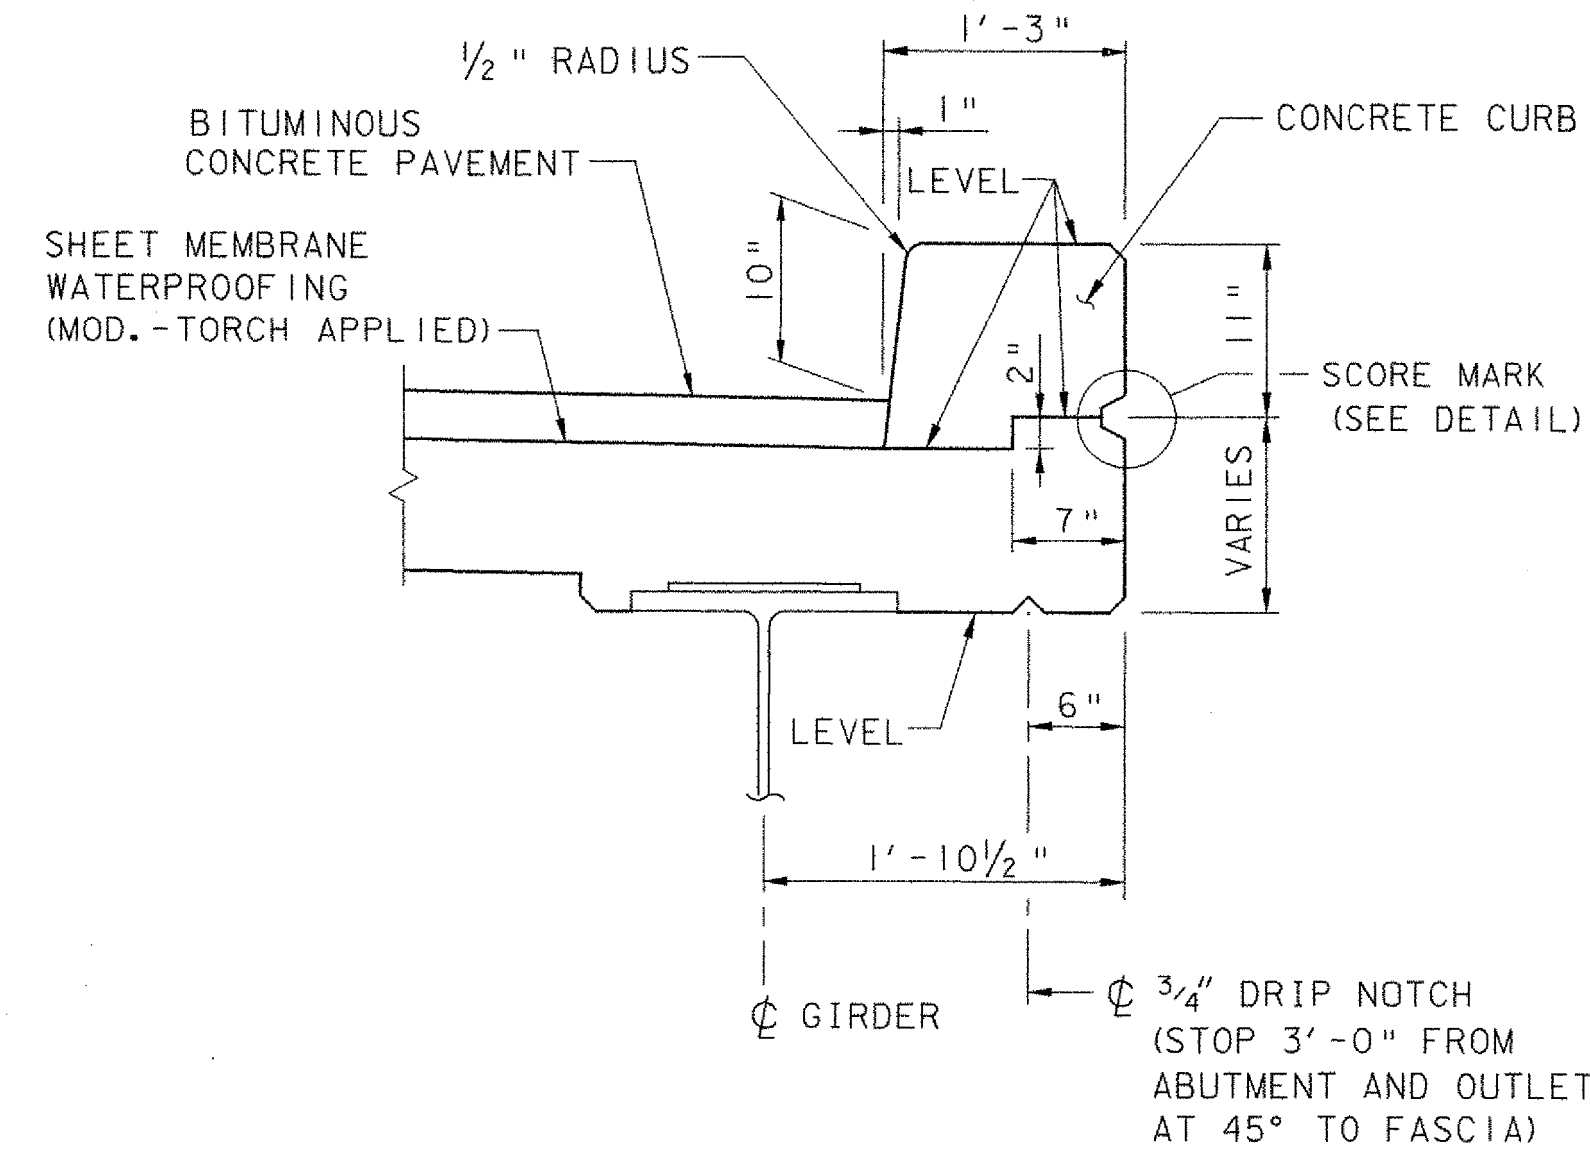 1'-3"
½" RADIUS
1"
BITUMINOUS
CONCRETE PAVEMENT
CONCRETE CURB
LEVEL
SHEET MEMBRANE
WATERPROOFING
(MOD.-TORCH APPLIED)
10"
11"
2"
SCORE MARK
(SEE DETAIL)
VARIES
7"
6"
LEVEL
1'-10½"
℄ GIRDER
℄ ¾" DRIP NOTCH
(STOP 3'-0" FROM
ABUTMENT AND OUTLET
AT 45° TO FASCIA)